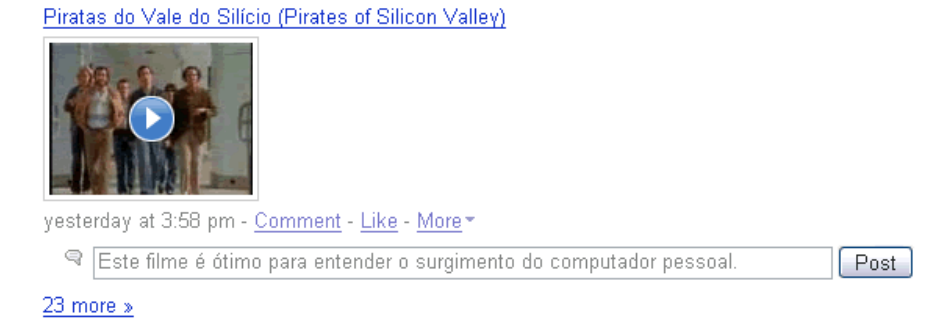 Piratas do Vale do Silício (Pirates of Silicon Valley)
yesterday at 3:58 pm - Comment - Like - More
Este filme é ótimo para entender o surgimento do computador pessoal. Post
23 more »